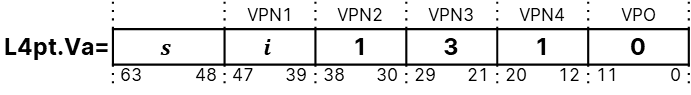 VPN1 VPN2 VPN3 VPN4 VPO
L4pt.Va= s i 1 3 1 0
63 48 47 39 38 30 29 21 20 12 11 0